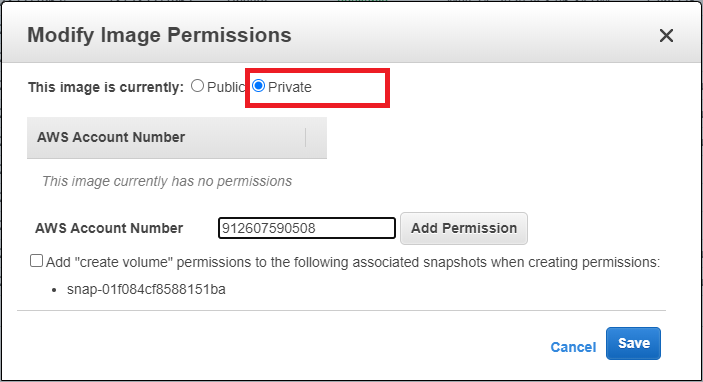 Modify Image Permissions
This image is currently: Public Private
AWS Account Number
This image currently has no permissions
AWS Account Number 912607590508 Add Permission
Add "create volume" permissions to the following associated snapshots when creating permissions:
snap-01f084cf8588151ba
Cancel Save